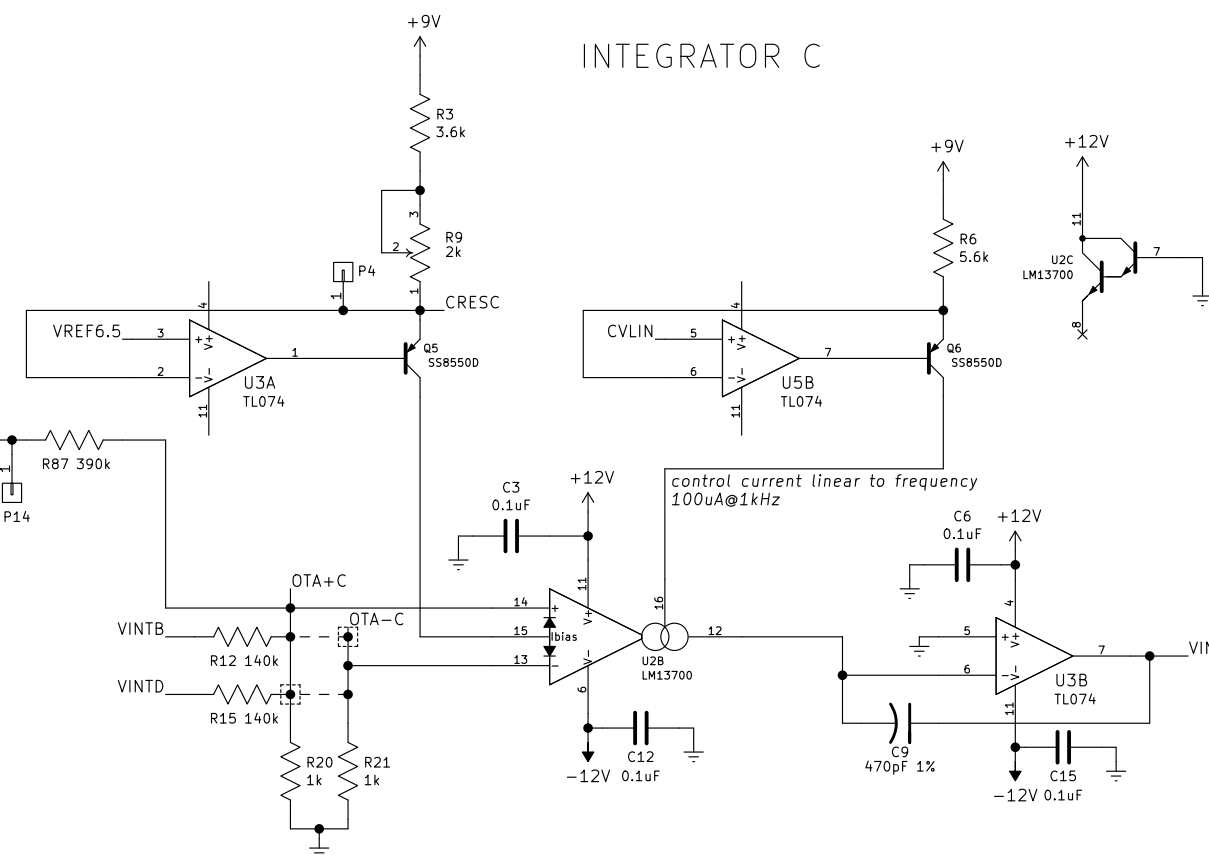 +9V
INTEGRATOR C
R3
3.6k
+9V
+12V
3
R9
2k
2
1
R6
5.6k
11
7
U2C
LM13700
8
P4
1
CRESC
4
VREF6.5
3
+
V+
2
-
V-
1
U3A
TL074
11
Q5
SS8550D
4
CVLIN
5
+
V+
6
-
V-
7
U5B
TL074
11
Q6
SS8550D
R87 390k
1
P14
control current linear to frequency
100uA@1kHz
C3
0.1uF
+12V
C6
0.1uF
+12V
OTA+C
OTA-C
VINTB
R12 140k
VINTD
R15 140k
R20
1k
R21
1k
11
14
+
V+
15
Ibias
13
-
V-
6
16
12
U2B
LM13700
C12
0.1uF
-12V
4
5
+
V+
6
-
V-
7
U3B
TL074
11
VIN
C9
470pF 1%
C15
-12V 0.1uF